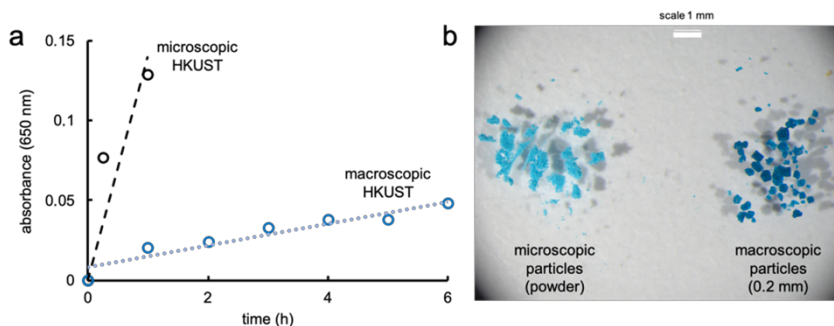 a
0.15
0.1
0.05
0
absorbance (650 nm)
microscopic
HKUST
macroscopic
HKUST
0
2
4
6
time (h)
b
scale 1 mm
microscopic
particles
(powder)
macroscopic
particles
(0.2 mm)